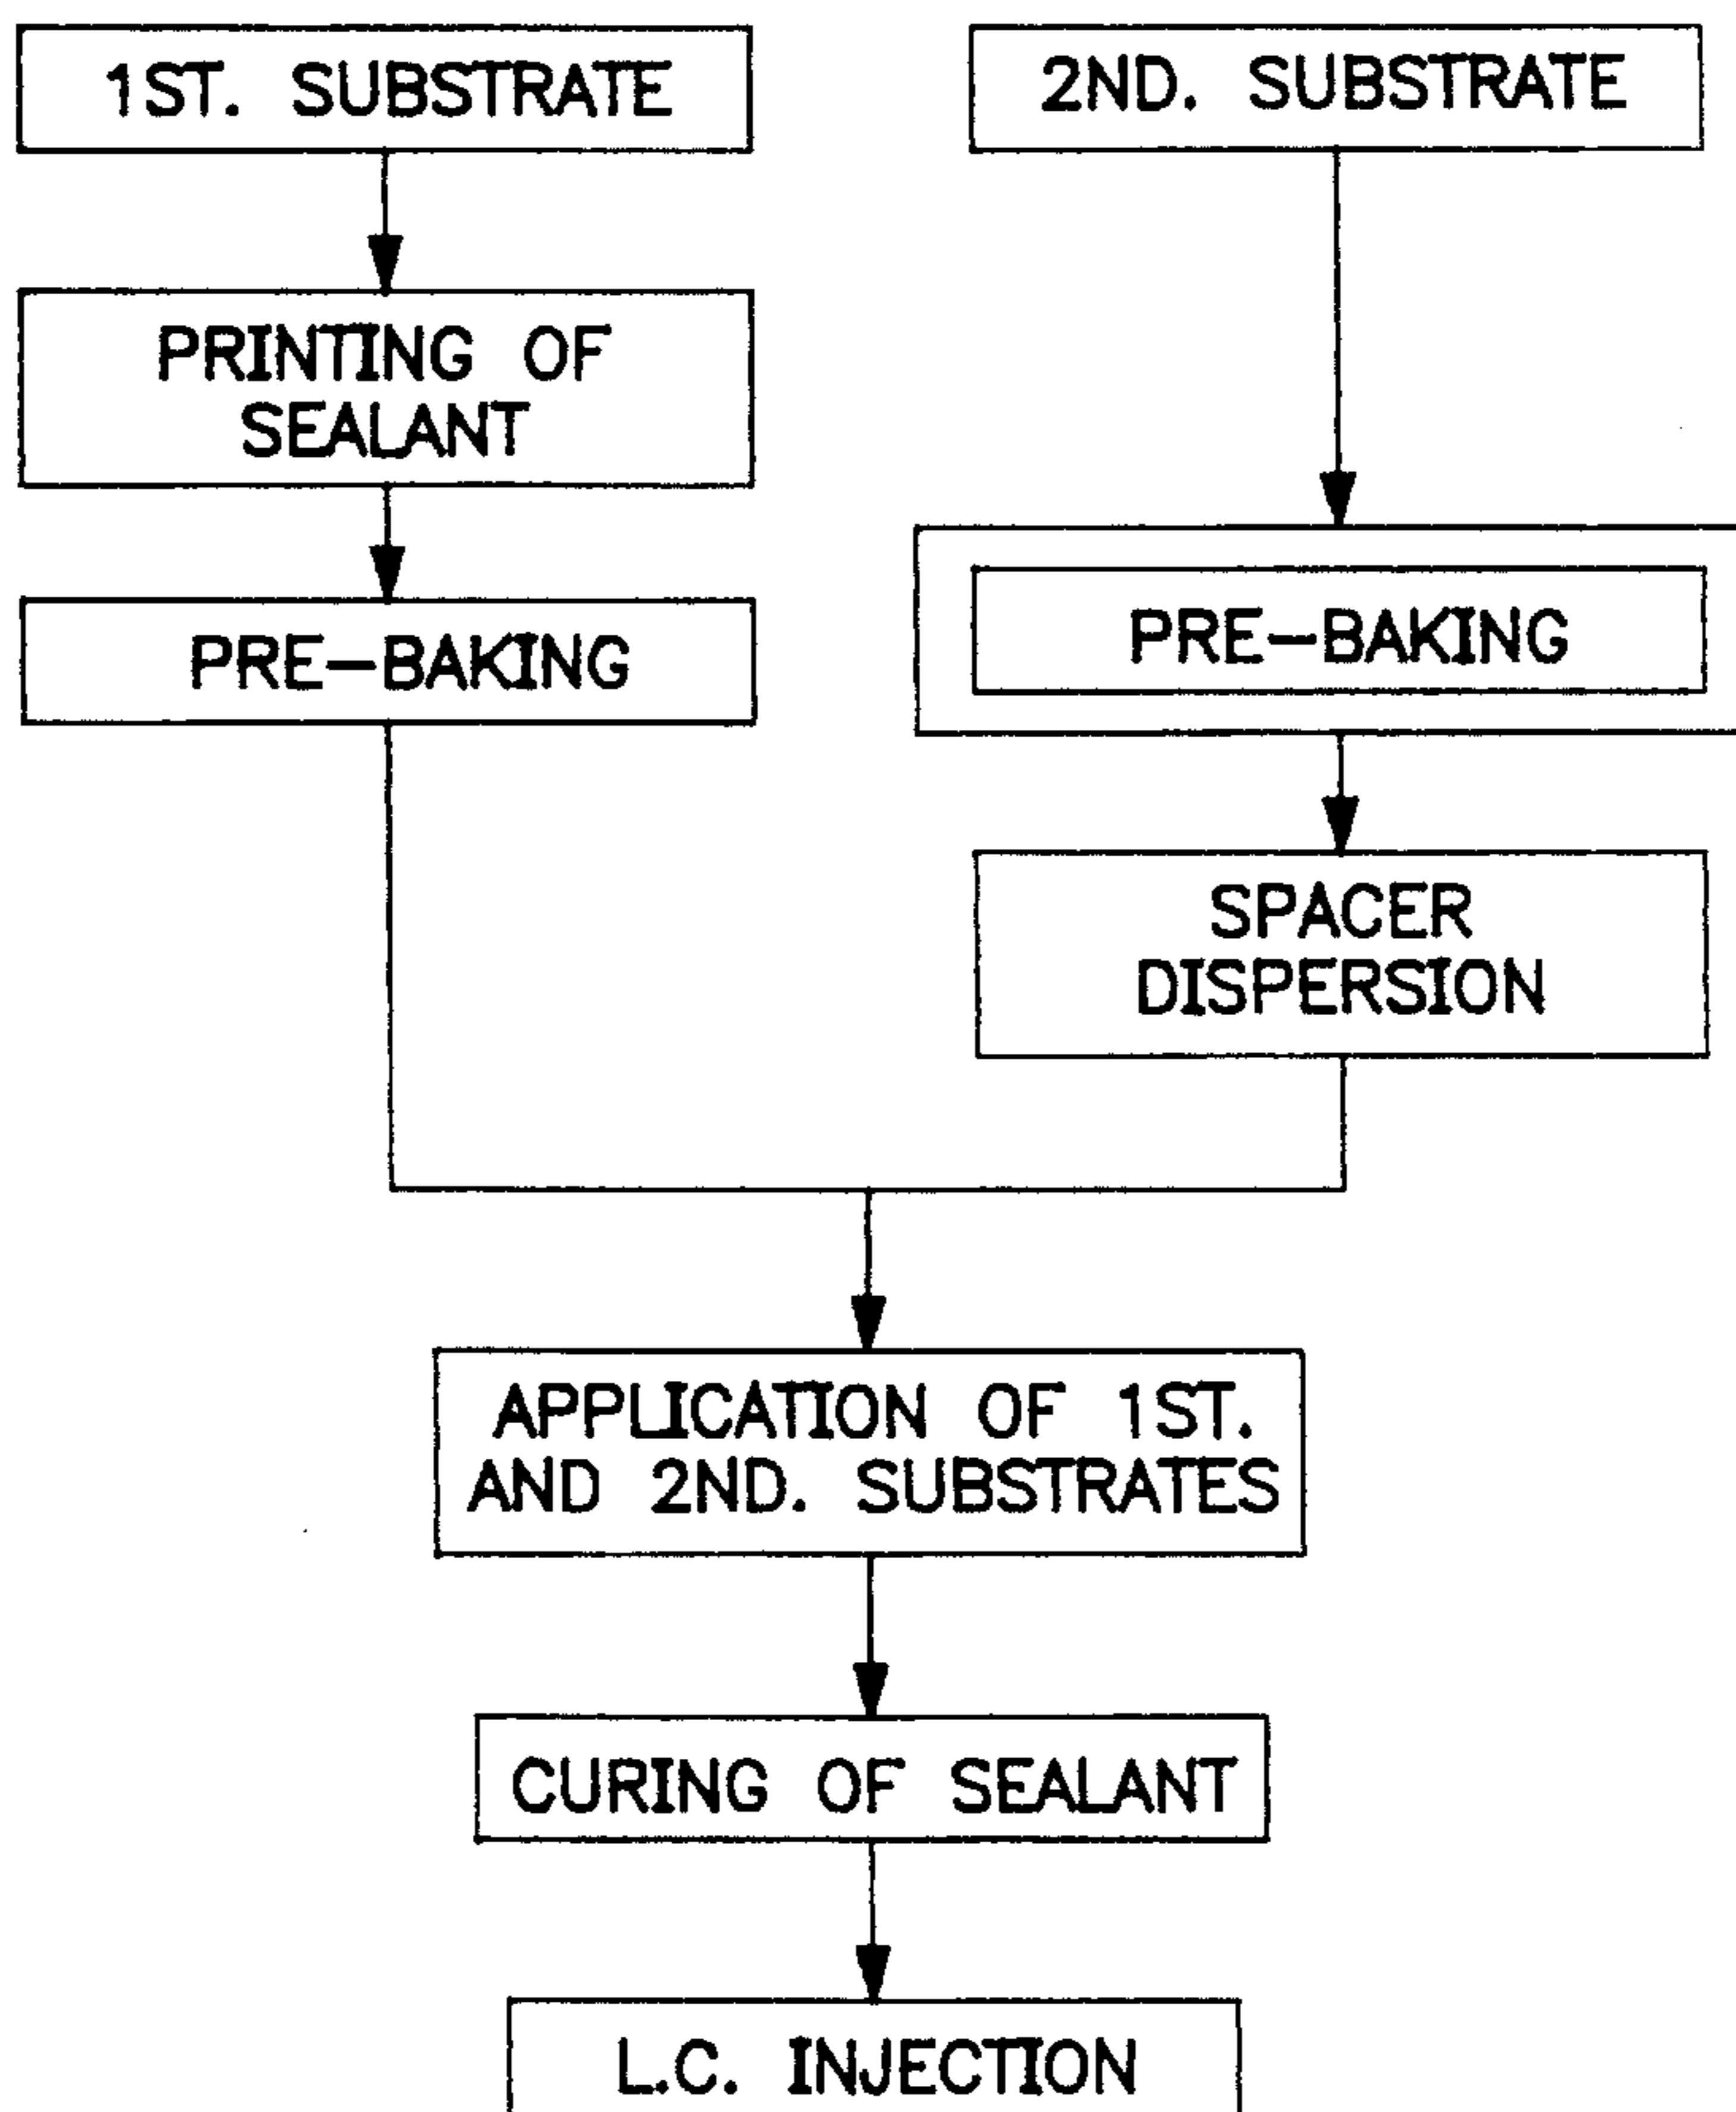 1ST. SUBSTRATE
2ND. SUBSTRATE
PRINTING OF
SEALANT
PRE-BAKING
PRE-BAKING
SPACER
DISPERSION
APPLICATION OF 1ST.
AND 2ND. SUBSTRATES
CURING OF SEALANT
L.C. INJECTION